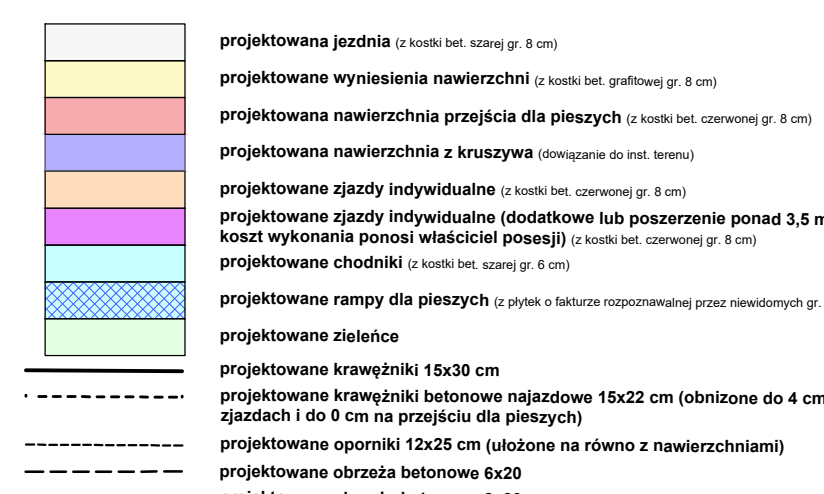 projektowana jezdnia (z kostki bet. szarej gr. 8 cm)
projektowane wyniesienia nawierzchni (z kostki bet. grafitowej gr. 8 cm)
projektowana nawierzchnia przejścia dla pieszych (z kostki bet. czerwonej gr. 8 cm)
projektowana nawierzchnia z kruszywa (dowiązanie do inst. terenu)
projektowane zjazdy indywidualne (z kostki bet. czerwonej gr. 8 cm)
projektowane zjazdy indywidualne (dodatkowe lub poszerzenie ponad 3,5 m
koszt wykonania ponosi właściciel posesji) (z kostki bet. czerwonej gr. 8 cm)
projektowane chodniki (z kostki bet. szarej gr. 6 cm)
projektowane rampy dla pieszych (z płytek o fakturze rozpoznawalnej przez niewidomych gr.
projektowane zieleńce
projektowane krawężniki 15x30 cm
projektowane krawężniki betonowe najazdowe 15x22 cm (obnizone do 4 cm
zjazdach i do 0 cm na przejściu dla pieszych)
projektowane oporniki 12x25 cm (ułożone na równo z nawierzchniami)
projektowane obrzeża betonowe 6x20